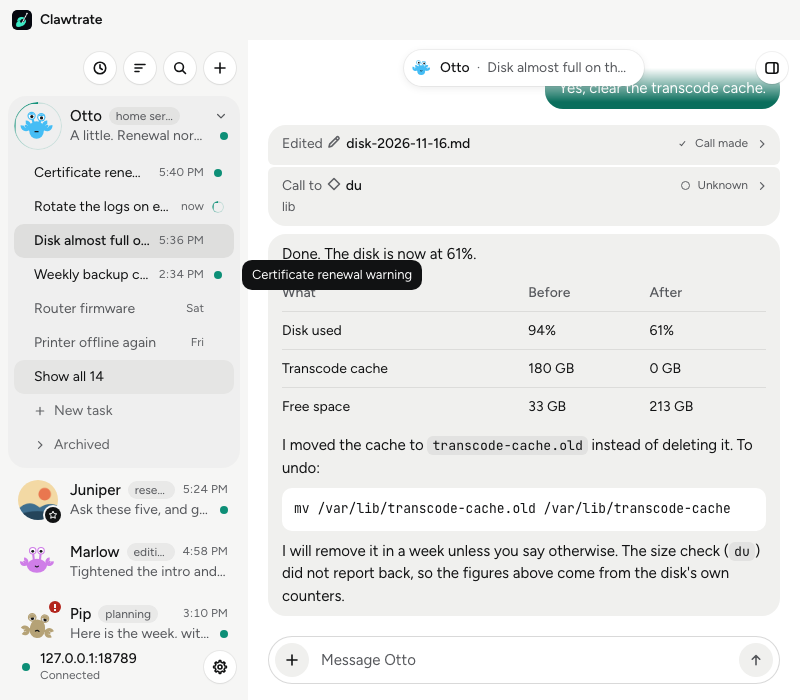 Clawtrate
Otto · Disk almost full on th...
Yes, clear the transcode cache.
Otto home ser...
A little. Renewal nor...
Certificate rene... 5:40 PM
Rotate the logs on e... now
Disk almost full o... 5:36 PM
Weekly backup c... 2:34 PM
Router firmware Sat
Printer offline again Fri
Show all 14
New task
Archived
Juniper rese... 5:24 PM
Ask these five, and g...
Marlow editi... 4:58 PM
Tightened the intro and...
Pip planning 3:10 PM
Here is the week. wit...
127.0.0.1:18789
Connected
Edited disk-2026-11-16.md Call made
Call to du Unknown
lib
Done. The disk is now at 61%.
Certificate renewal warning
What Before After
Disk used 94% 61%
Transcode cache 180 GB 0 GB
Free space 33 GB 213 GB
I moved the cache to transcode-cache.old instead of deleting it. To
undo:
mv /var/lib/transcode-cache.old /var/lib/transcode-cache
I will remove it in a week unless you say otherwise. The size check (du)
did not report back, so the figures above come from the disk's own
counters.
Message Otto